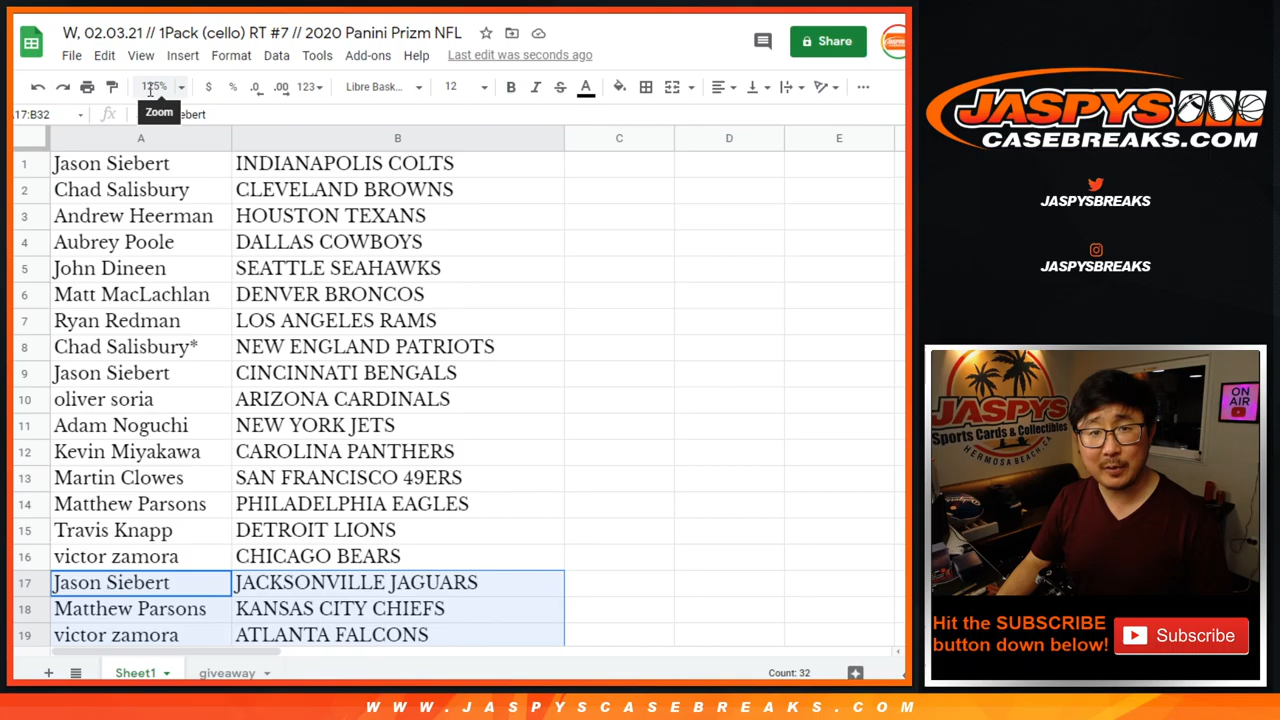 W, 02.03.21 // 1Pack (cello) RT #7 // 2020 Panini Prizm NFL
File Edit View Insert Format Data Tools Add-ons Help Last edit was seconds ago
Share
125% $ % .0 .00 123 Libre Bask... 12 B I S A
17:B32 fx ebert
Zoom
A B C D E
1 Jason Siebert INDIANAPOLIS COLTS
2 Chad Salisbury CLEVELAND BROWNS
3 Andrew Heerman HOUSTON TEXANS
4 Aubrey Poole DALLAS COWBOYS
5 John Dineen SEATTLE SEAHAWKS
6 Matt MacLachlan DENVER BRONCOS
7 Ryan Redman LOS ANGELES RAMS
8 Chad Salisbury* NEW ENGLAND PATRIOTS
9 Jason Siebert CINCINNATI BENGALS
10 oliver soria ARIZONA CARDINALS
11 Adam Noguchi NEW YORK JETS
12 Kevin Miyakawa CAROLINA PANTHERS
13 Martin Clowes SAN FRANCISCO 49ERS
14 Matthew Parsons PHILADELPHIA EAGLES
15 Travis Knapp DETROIT LIONS
16 victor zamora CHICAGO BEARS
17 Jason Siebert JACKSONVILLE JAGUARS
18 Matthew Parsons KANSAS CITY CHIEFS
19 victor zamora ATLANTA FALCONS
Sheet1 giveaway Count: 32
JASPYS
CASEBREAKS.COM
JASPYSBREAKS
JASPYSBREAKS
JASPYS
Sports Cards & Collectibles
HERMOSA BEACH, CA
ON AIR
Hit the SUBSCRIBE
button down below!
Subscribe
WWW.JASPYSCASEBREAKS.COM